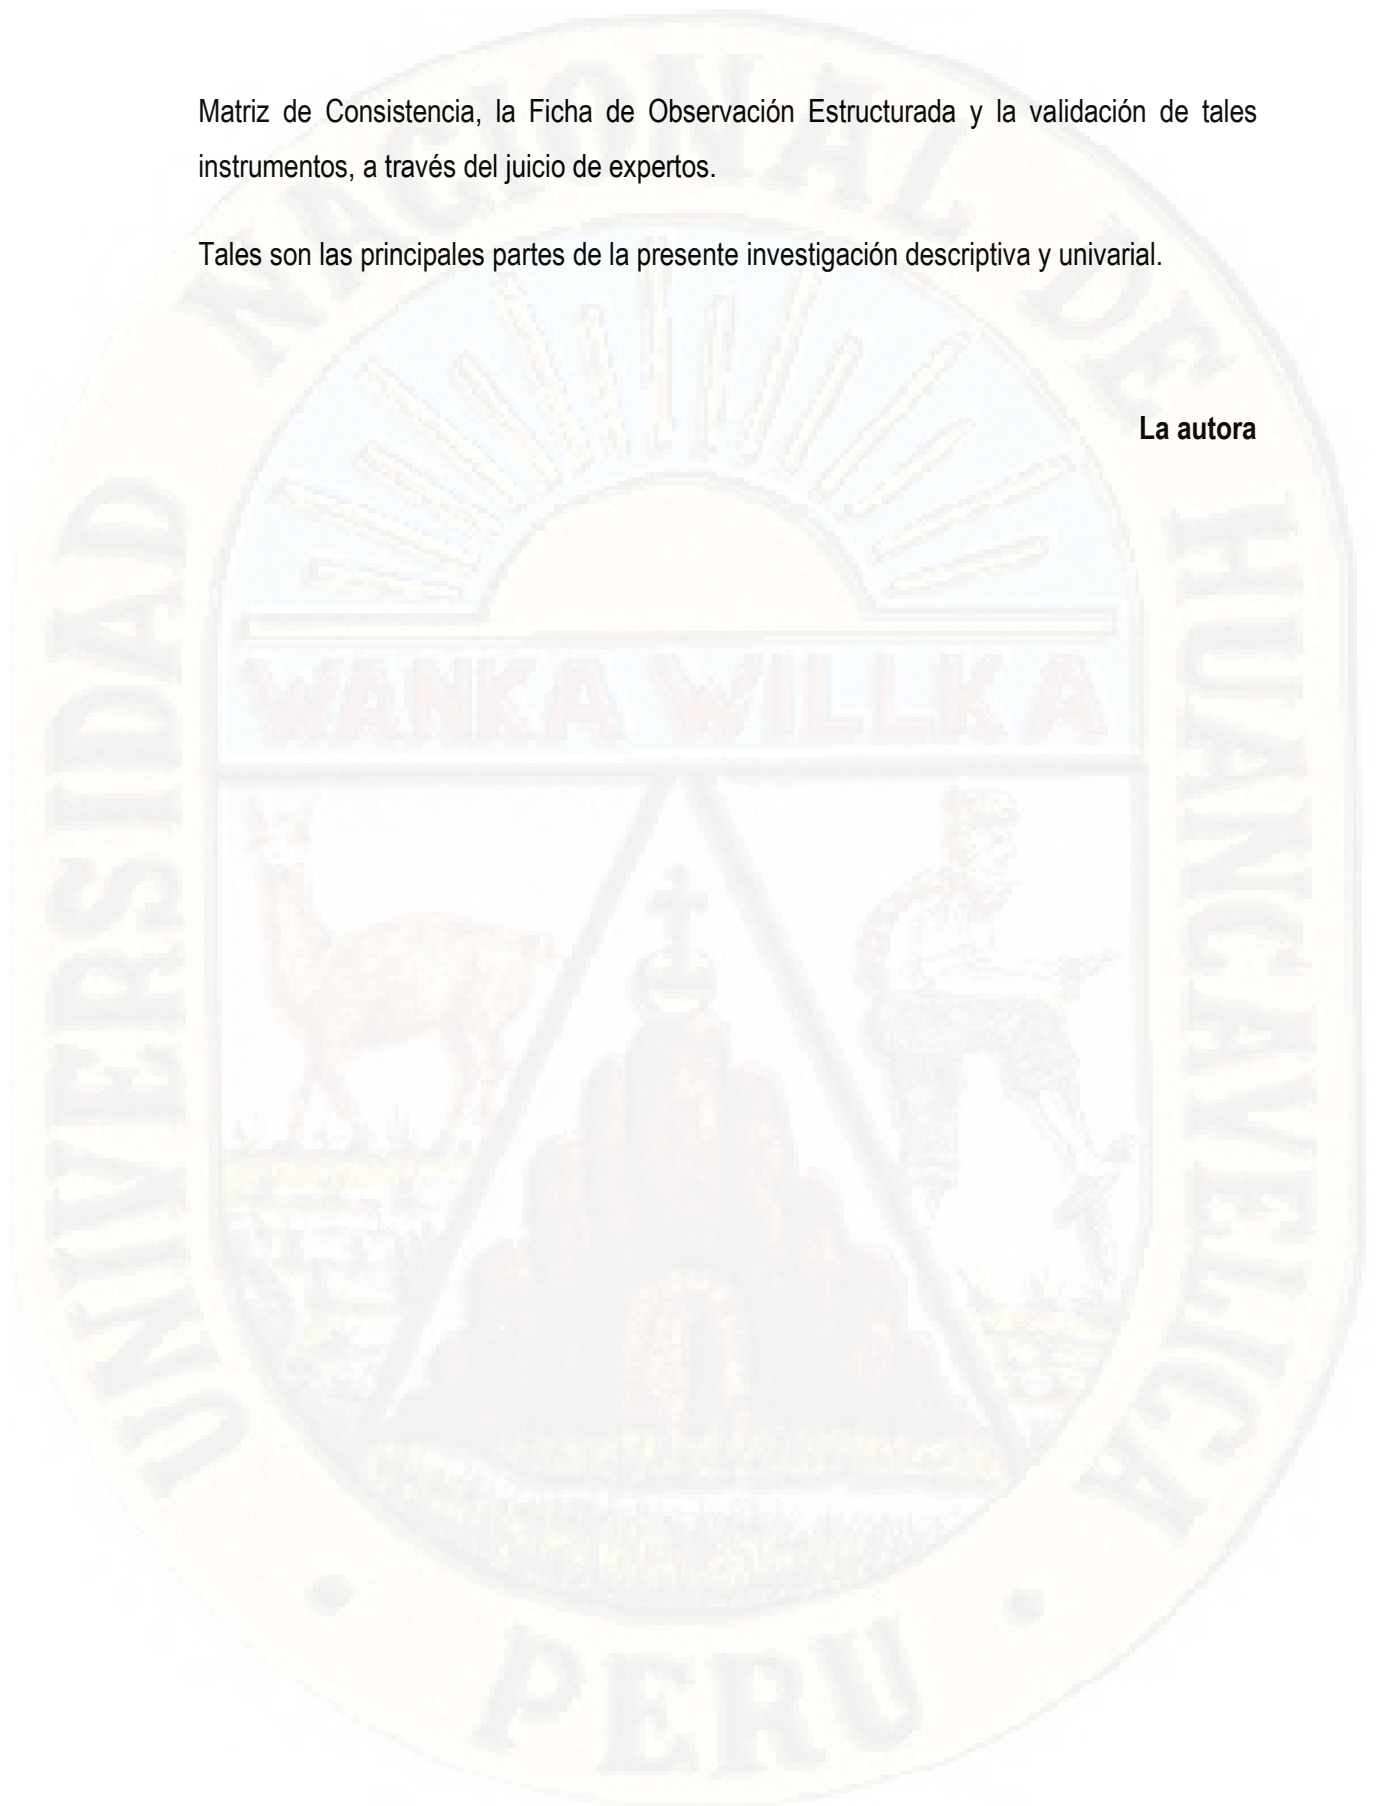 Matriz de Consistencia, la Ficha de Observación Estructurada y la validación de tales
instrumentos, a través del juicio de expertos.
Tales son las principales partes de la presente investigación descriptiva y univarial.
La autora
UNIVERSIDAD NACIONAL DE HUANCAVELICA
WANKA WILLKA
PERU